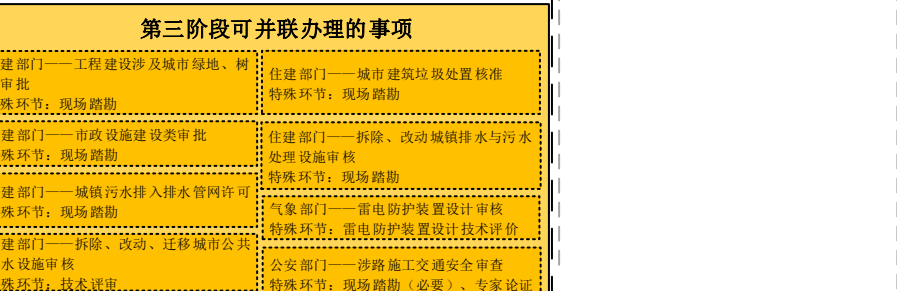 第三阶段可并联办理的事项
建部门——工程建设涉及城市绿地、树
审批
殊环节：现场踏勘
建部门——市政设施建设类审批
殊环节：现场踏勘
建部门——城镇污水排入排水管网许可
殊环节：现场踏勘
建部门——拆除、改动、迁移城市公共
水设施审核
殊环节：技术评审
住建部门——城市建筑垃圾处置核准
特殊环节：现场踏勘
住建部门——拆除、改动城镇排水与污水
处理设施审核
特殊环节：现场踏勘
气象部门——雷电防护装置设计审核
特殊环节：雷电防护装置设计技术评价
公安部门——涉路施工交通安全审查
特殊环节：现场踏勘（必要）、专家论证